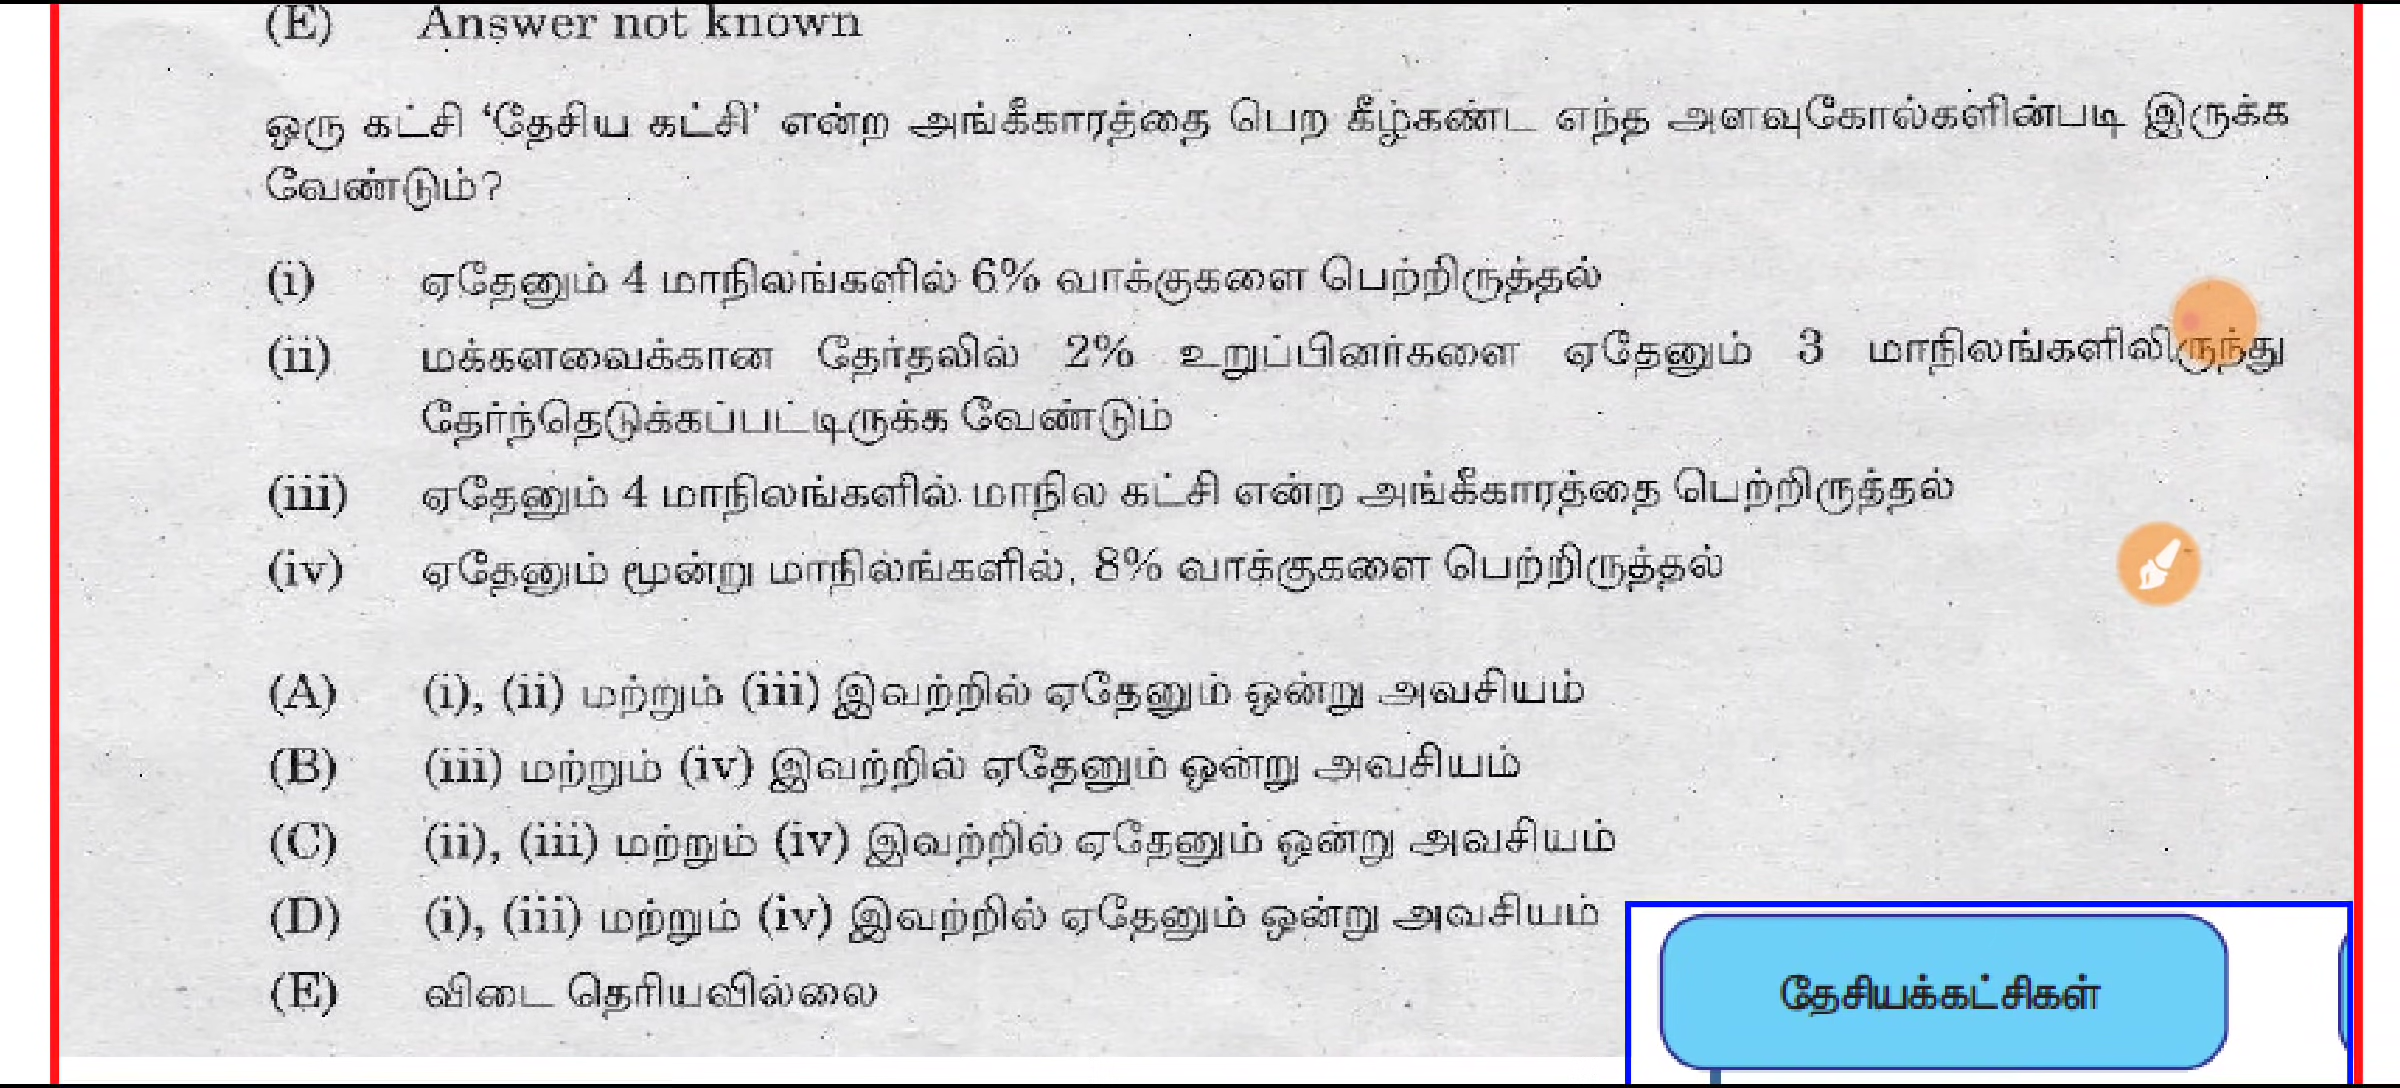 (E) Answer not known
ஒரு கட்சி ‘தேசிய கட்சி’ என்ற அங்கீகாரத்தை பெற கீழ்கண்ட எந்த அளவுகோல்களின்படி இருக்க
வேண்டும்?
(i) ஏதேனும் 4 மாநிலங்களில் 6% வாக்குகளை பெற்றிருத்தல்
(ii) மக்களவைக்கான தேர்தலில் 2% உறுப்பினர்களை ஏதேனும் 3 மாநிலங்களிலிருந்து
தேர்ந்தெடுக்கப்பட்டிருக்க வேண்டும்
(iii) ஏதேனும் 4 மாநிலங்களில் மாநில கட்சி என்ற அங்கீகாரத்தை பெற்றிருத்தல்
(iv) ஏதேனும் மூன்று மாநிலங்களில், 8% வாக்குகளை பெற்றிருத்தல்
(A) (i), (ii) மற்றும் (iii) இவற்றில் ஏதேனும் ஒன்று அவசியம்
(B) (iii) மற்றும் (iv) இவற்றில் ஏதேனும் ஒன்று அவசியம்
(C) (ii), (iii) மற்றும் (iv) இவற்றில் ஏதேனும் ஒன்று அவசியம்
(D) (i), (iii) மற்றும் (iv) இவற்றில் ஏதேனும் ஒன்று அவசியம்
(E) விடை தெரியவில்லை
தேசியக்கட்சிகள்